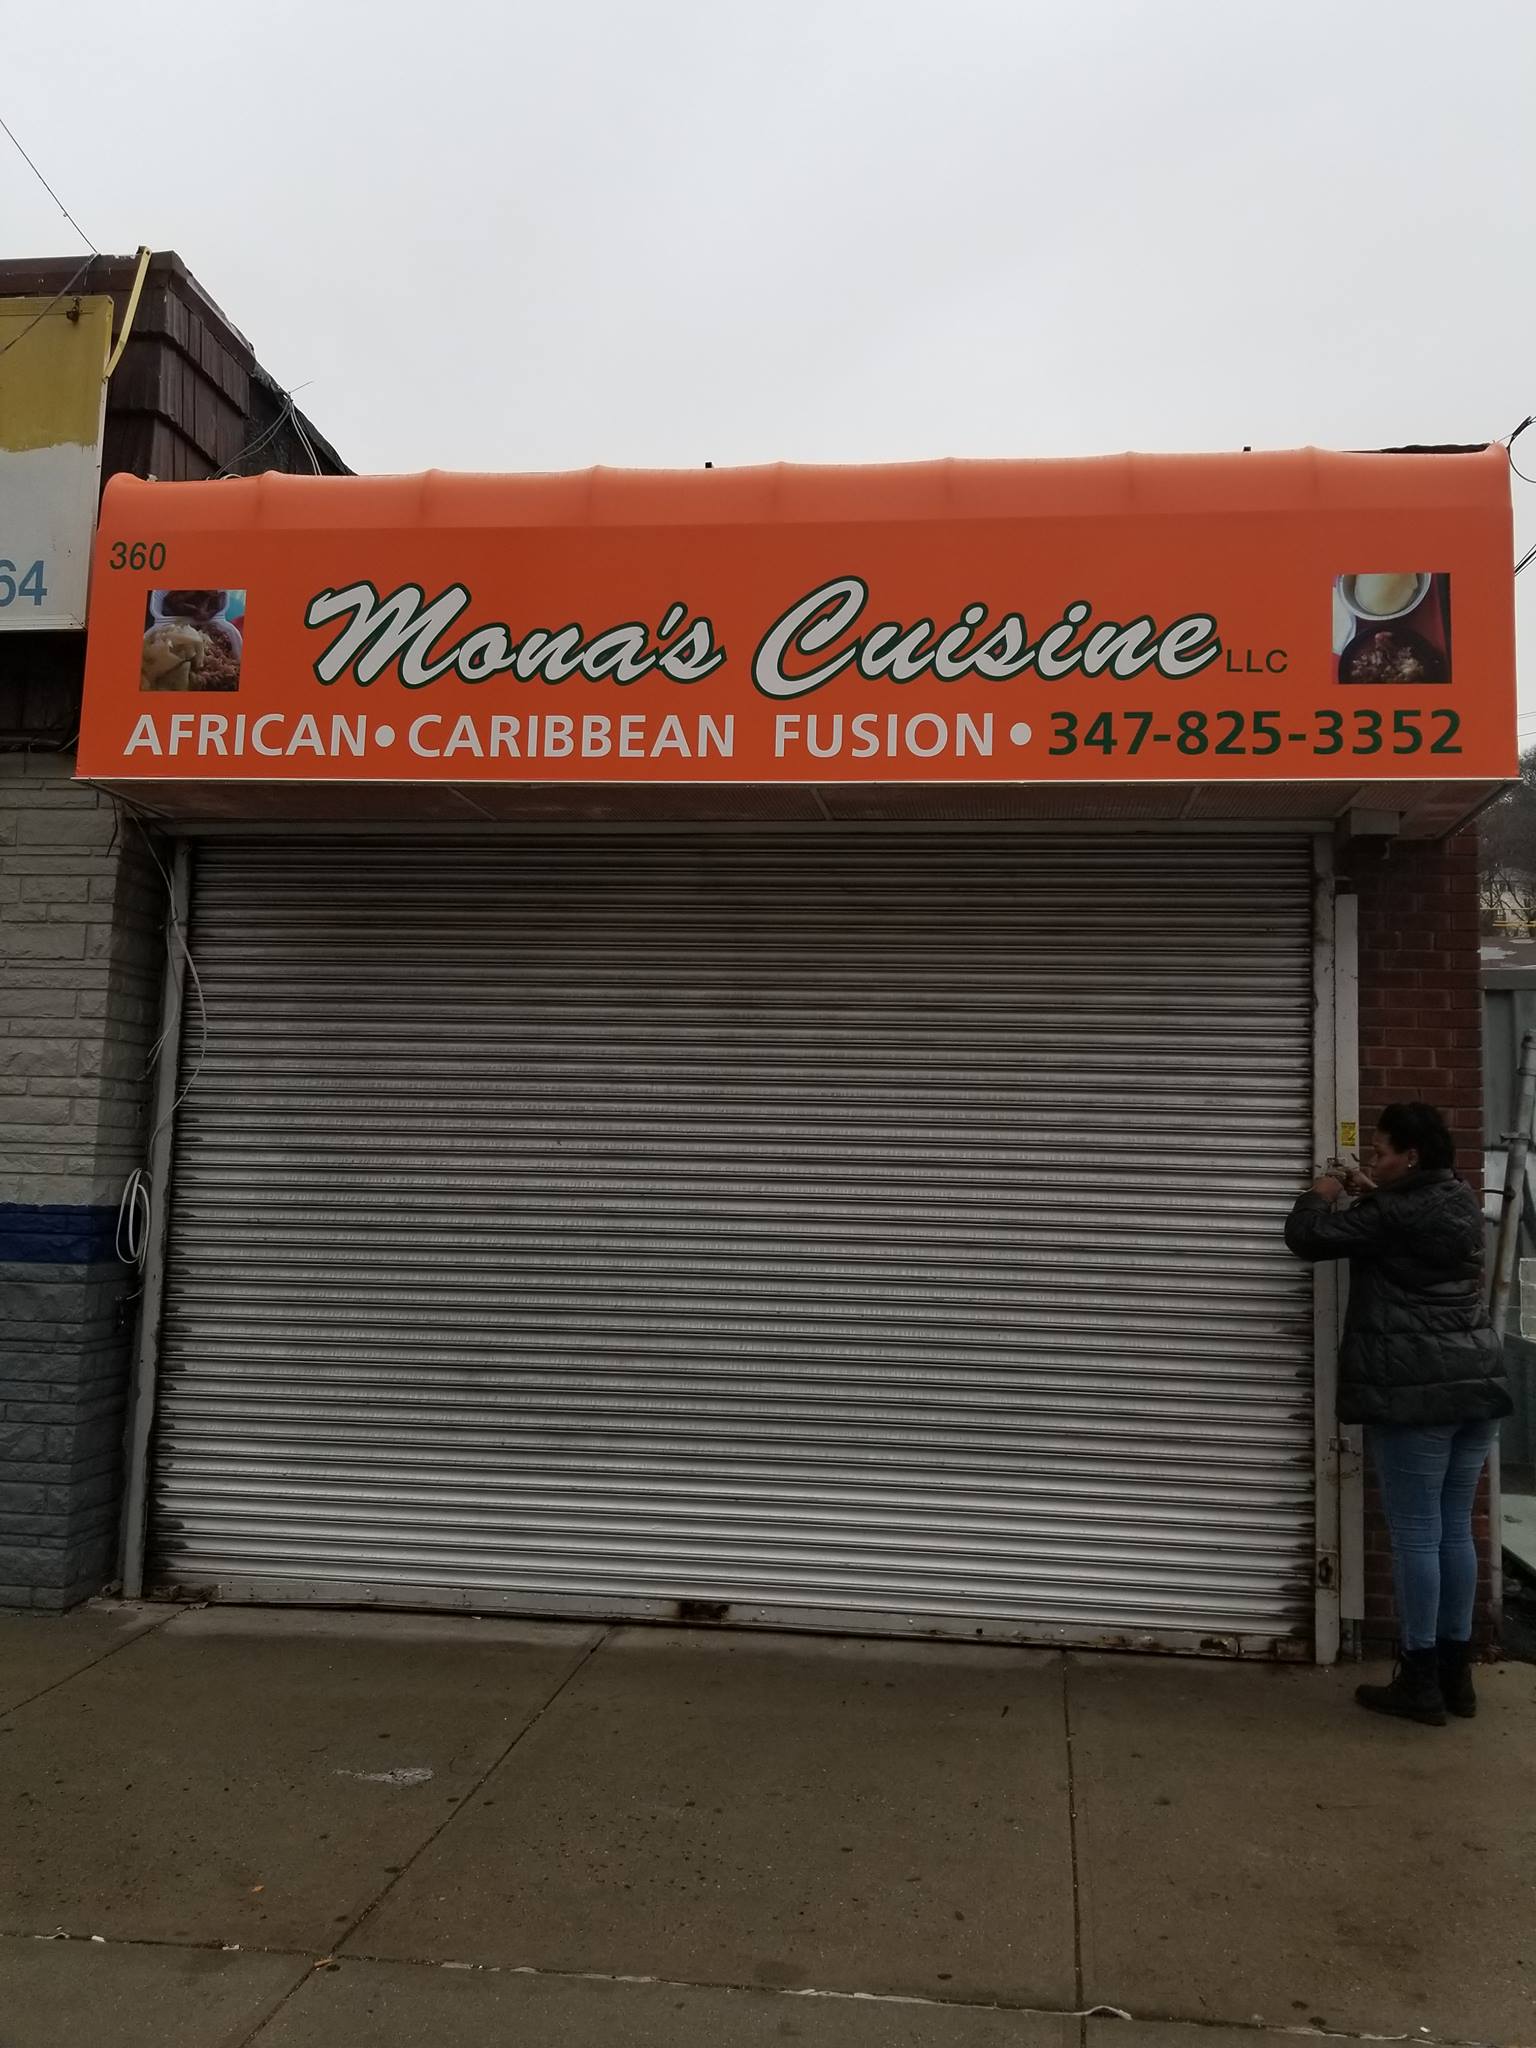 64
360
Mona's Cuisine LLC
AFRICAN • CARIBBEAN FUSION • 347-825-3352